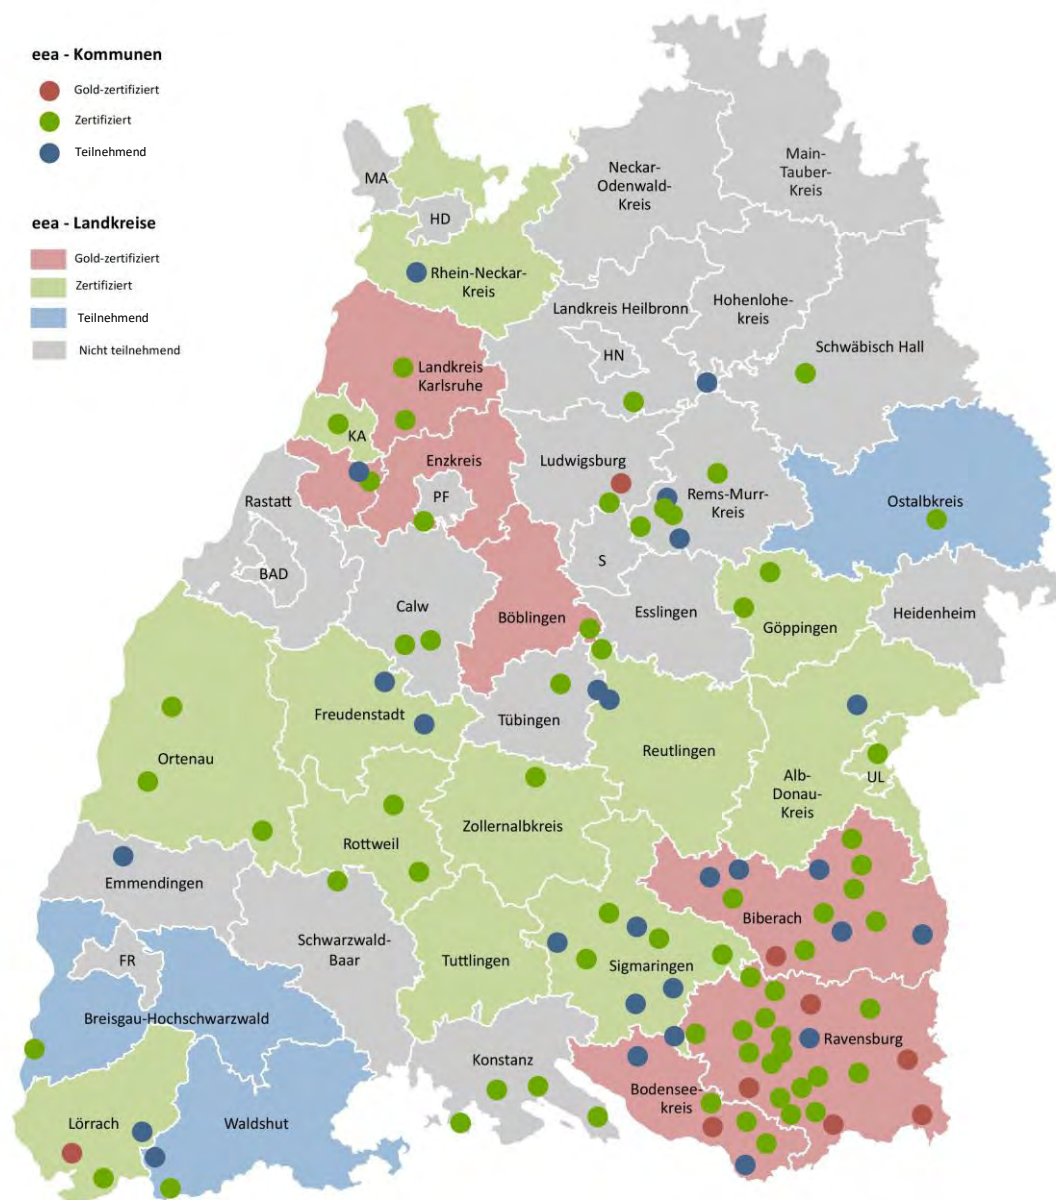 eea - Kommunen
Gold-zertifiziert
Zertifiziert
Teilnehmend
eea - Landkreise
Gold-zertifiziert
Zertifiziert
Teilnehmend
Nicht teilnehmend
MA
HD
Neckar-
Odenwald-
Kreis
Main-
Tauber-
Kreis
Rhein-Neckar-
Kreis
Landkreis Heilbronn
Hohenlohe-
kreis
HN
Schwäbisch Hall
Landkreis
Karlsruhe
KA
Enzkreis
PF
Ludwigsburg
Rems-Murr-
Kreis
Ostalbkreis
Rastatt
BAD
S
Calw
Böblingen
Esslingen
Göppingen
Heidenheim
Freudenstadt
Tübingen
Ortenau
Reutlingen
Alb-
Donau-
Kreis
UL
Rottweil
Zollernalbkreis
Emmendingen
Biberach
Schwarzwald-
Baar
FR
Tuttlingen
Sigmaringen
Breisgau-Hochschwarzwald
Konstanz
Ravensburg
Bodensee-
kreis
Lörrach
Waldshut